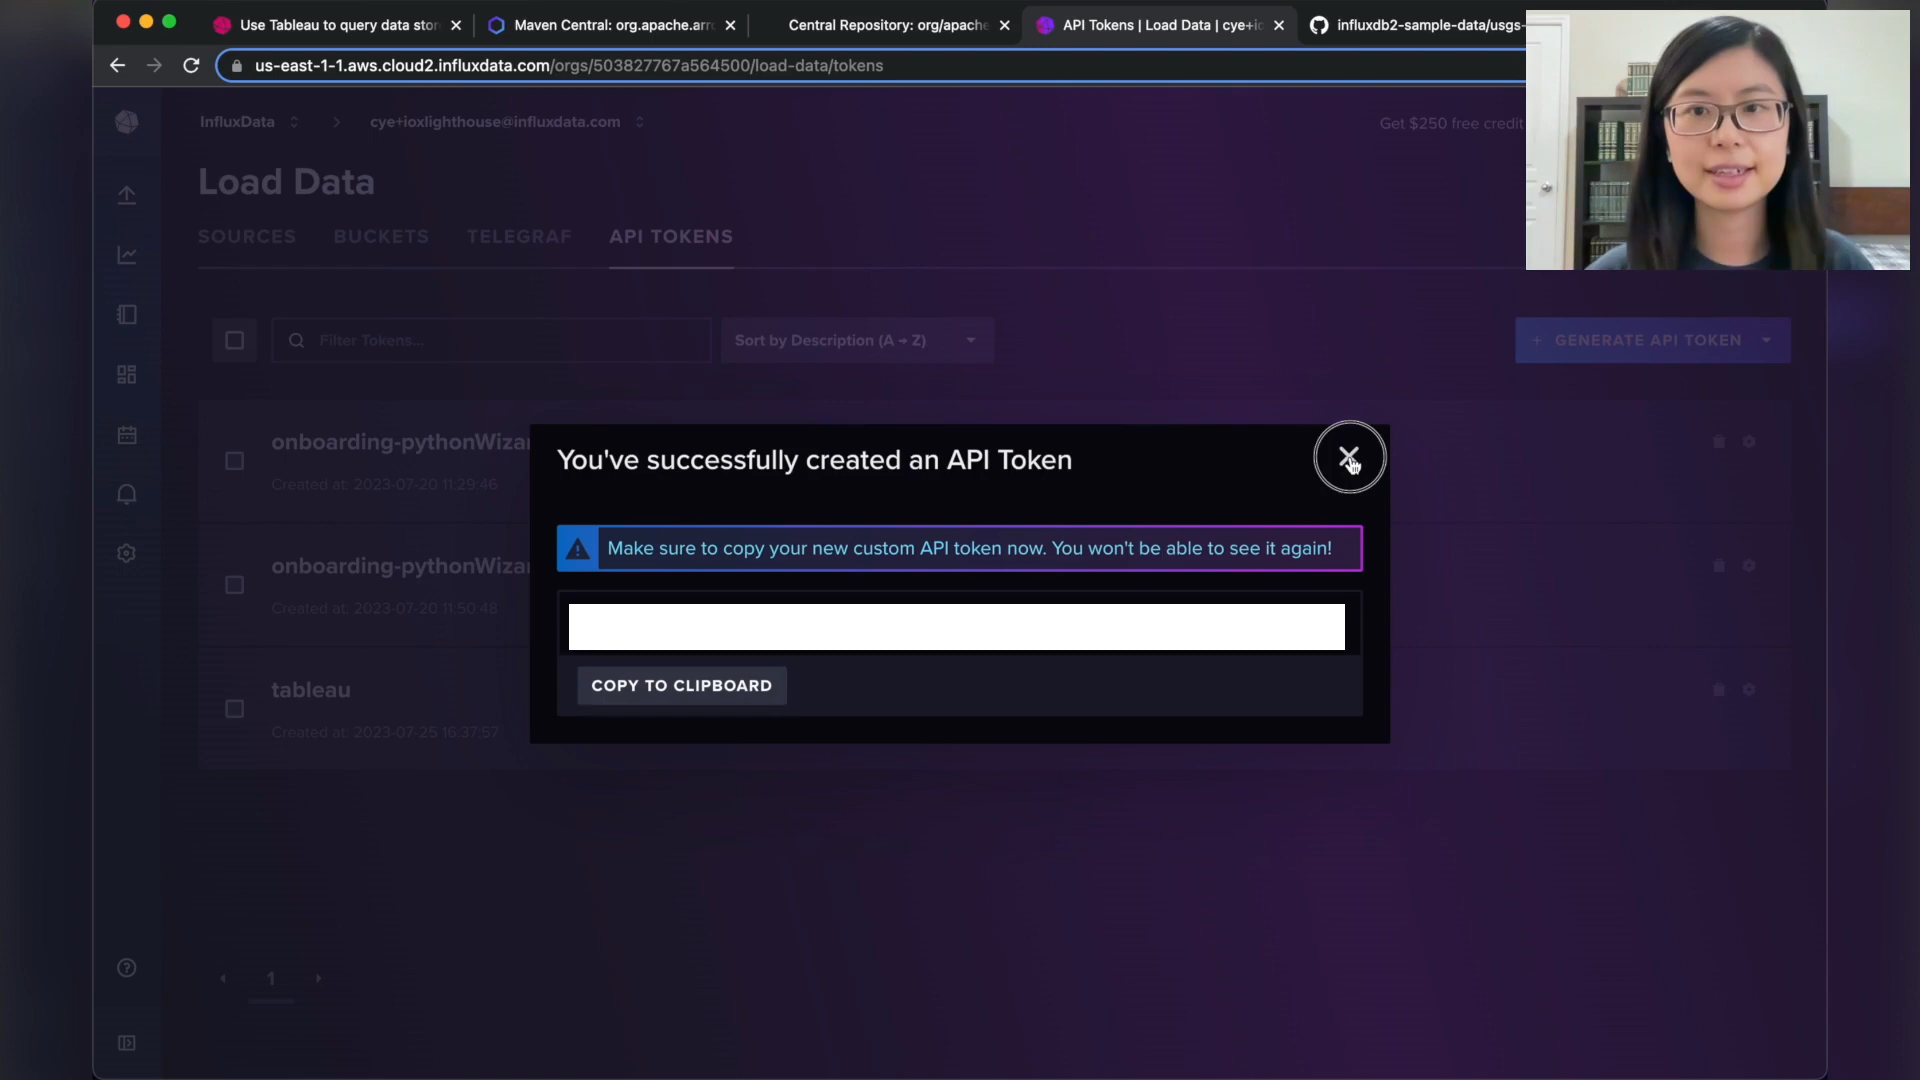 Use Tableau to query data stor
Maven Central: org.apache.arr
Central Repository: org/apache
API Tokens | Load Data | cye+io
influxdb2-sample-data/usgs-
us-east-1-1.aws.cloud2.influxdata.com/orgs/503827767a564500/load-data/tokens
InfluxData
cye+ioxlighthouse@influxdata.com
Get $250 free credit
Load Data
SOURCES
BUCKETS
TELEGRAF
API TOKENS
Filter Tokens...
Sort by Description (A → Z)
+ GENERATE API TOKEN
onboarding-pythonWizar
Created at: 2023-07-20 11:29:46
You've successfully created an API Token
Make sure to copy your new custom API token now. You won't be able to see it again!
onboarding-pythonWizar
Created at: 2023-07-20 11:50:48
COPY TO CLIPBOARD
tableau
Created at: 2023-07-25 16:37:57
1